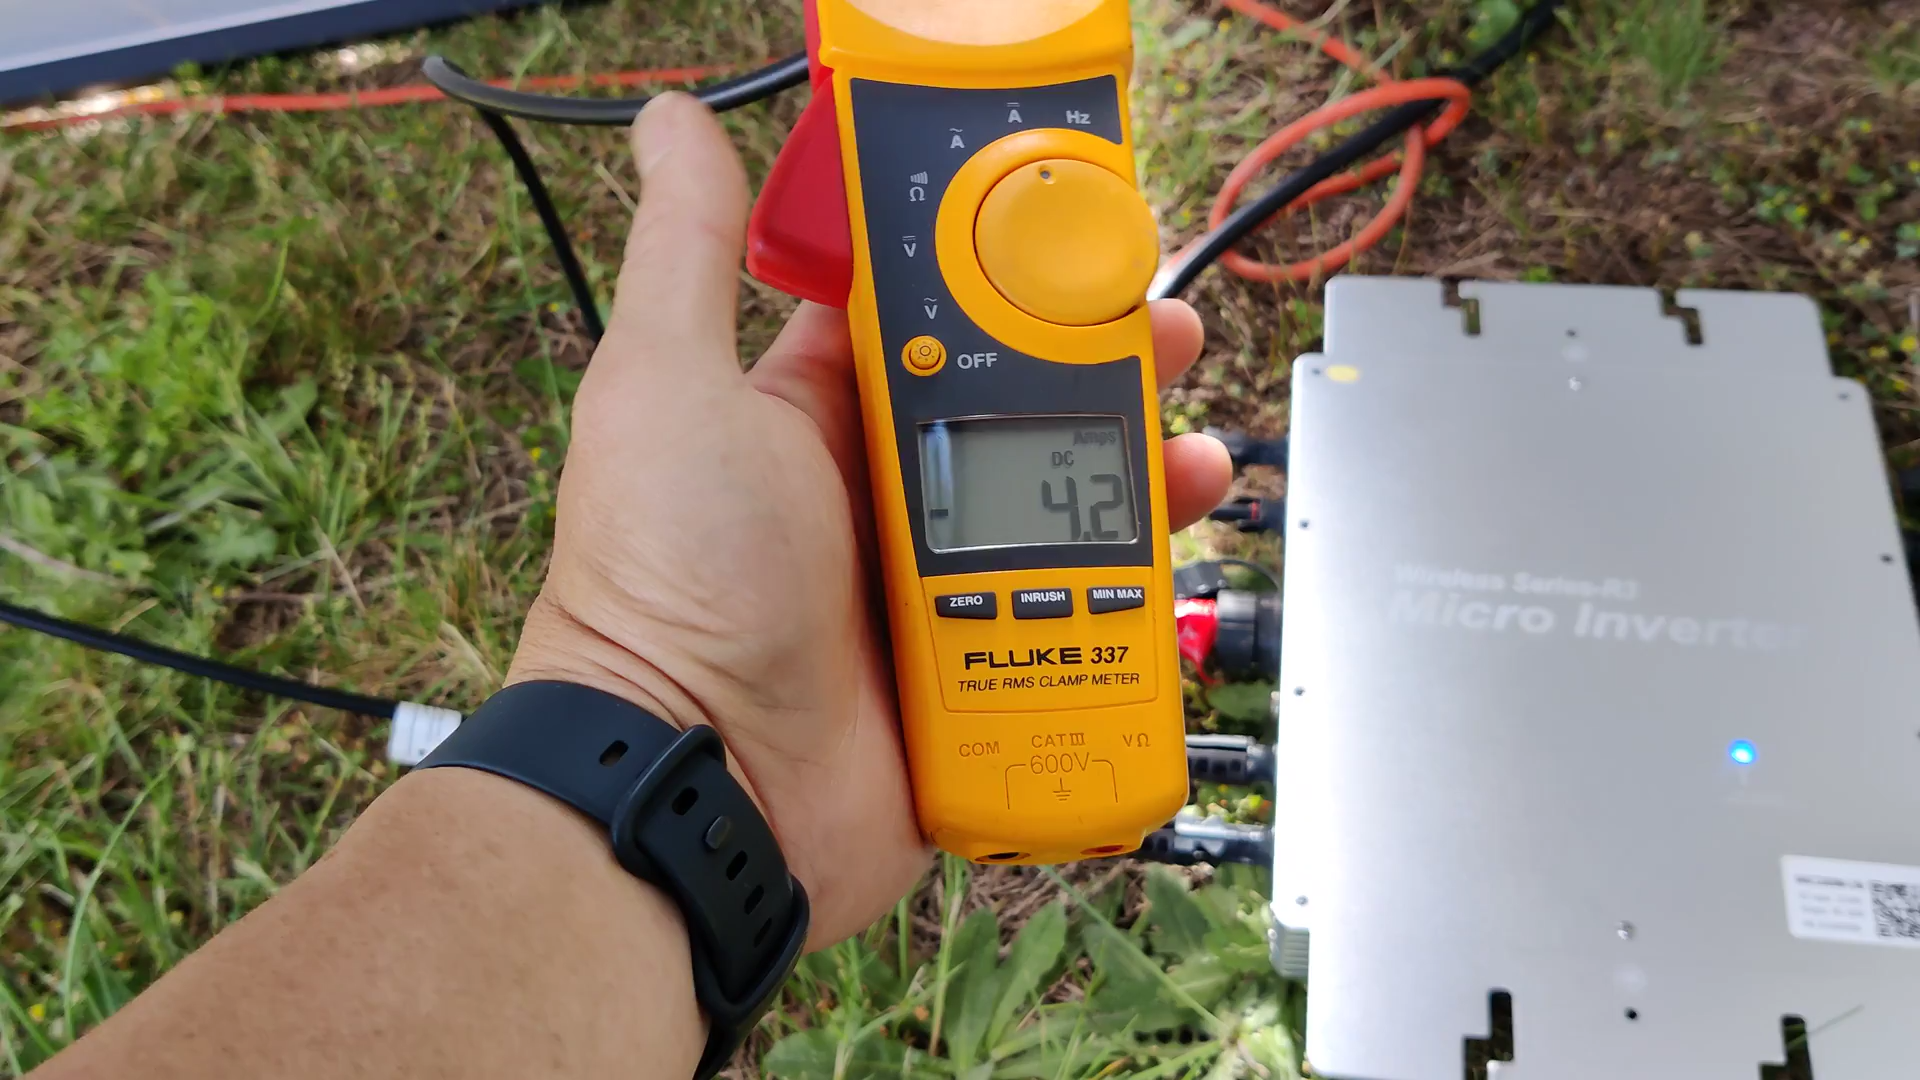 A
Hz
A
Ω
V
V
OFF
Amps
DC
- 4.2
ZERO
INRUSH
MIN MAX
FLUKE 337
TRUE RMS CLAMP METER
COM
CAT III
VΩ
600V
Wireless Series-R3
Micro Inverter